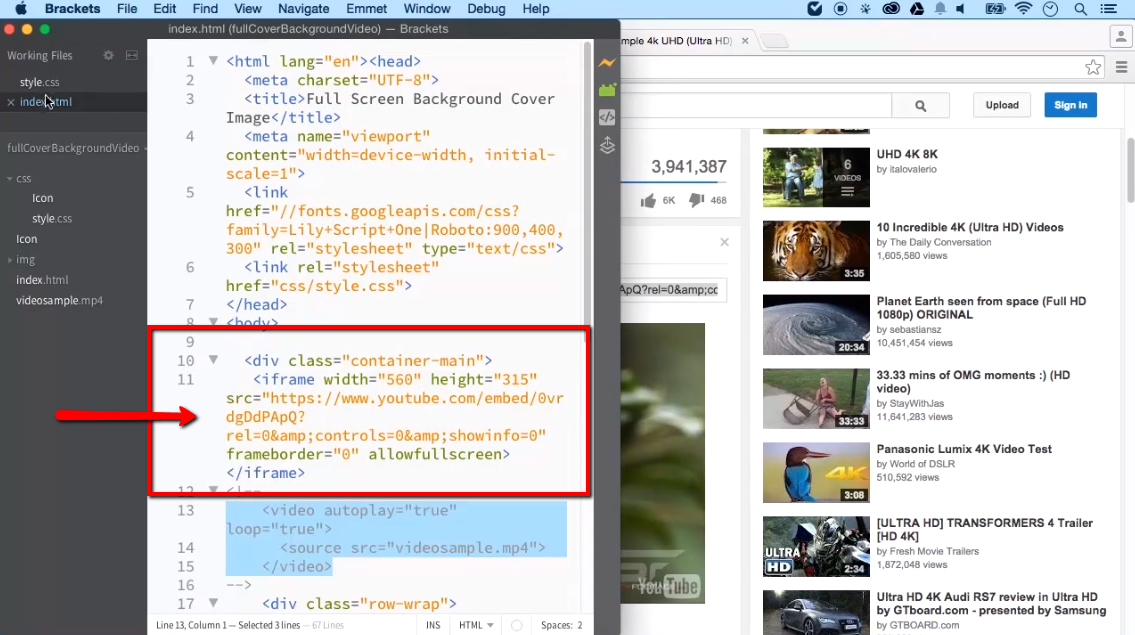 Brackets File Edit Find View Navigate Emmet Window Debug Help
index.html (fullCoverBackgroundVideo) — Brackets
Working Files
style.css
index.html
fullCoverBackgroundVideo
css
Icon
style.css
Icon
img
index.html
videosample.mp4
1 <html lang="en"><head>
2 <meta charset="UTF-8">
3 <title>Full Screen Background Cover
Image</title>
4 <meta name="viewport"
content="width=device-width, initial-
scale=1">
5 <link
href="//fonts.googleapis.com/css?
family=Lily+Script+One|Roboto:900,400,
300" rel="stylesheet" type="text/css">
6 <link rel="stylesheet"
href="css/style.css">
7 </head>
8 <body>
9
10 <div class="container-main">
11 <iframe width="560" height="315"
src="https://www.youtube.com/embed/0vr
dgDdPApQ?
rel=0&amp;controls=0&amp;showinfo=0"
frameborder="0" allowfullscreen>
</iframe>
12 <!--
13 <video autoplay="true"
loop="true">
14 <source src="videosample.mp4">
15 </video>
16 -->
17 <div class="row-wrap">
Line 13, Column 1 — Selected 3 lines — 67 Lines
INS HTML Spaces: 2
mple 4k UHD (Ultra HD)
Upload Sign in
3,941,387
6K 468
ApQ?rel=0&amp;co
YouTube
6
VIDEOS
UHD 4K 8K
by italovalerio
3:35
10 Incredible 4K (Ultra HD) Videos
by The Daily Conversation
1,605,580 views
20:34
Planet Earth seen from space (Full HD
1080p) ORIGINAL
by sebastiansz
10,451,454 views
33:33
33.33 mins of OMG moments :) (HD
video)
by StayWithJas
11,641,283 views
4K
3:08
Panasonic Lumix 4K Video Test
by World of DSLR
510,592 views
ULTRA
HD
2:34
[ULTRA HD] TRANSFORMERS 4 Trailer
[HD 4K]
by Fresh Movie Trailers
1,872,048 views
Ultra HD 4K Audi RS7 review in Ultra HD
by GTboard.com - presented by Samsung
by GTBOARD.com